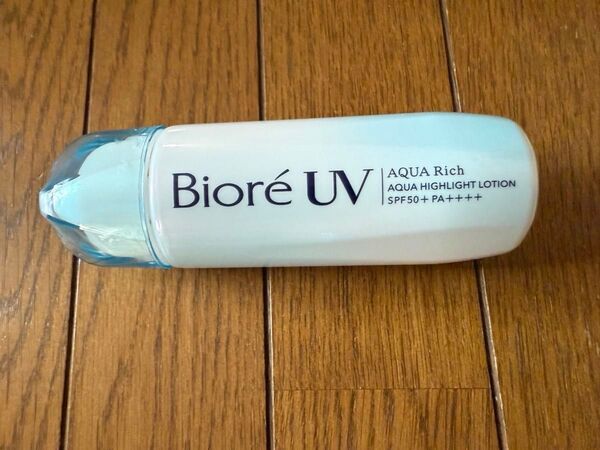 Bioré UV
AQUA Rich
AQUA HIGHLIGHT LOTION
SPF50+ PA++++